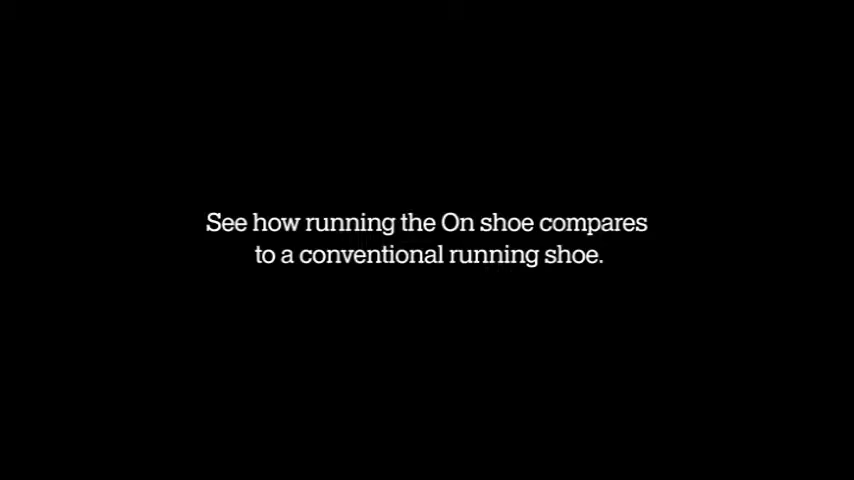 See how running the On shoe compares
to a conventional running shoe.